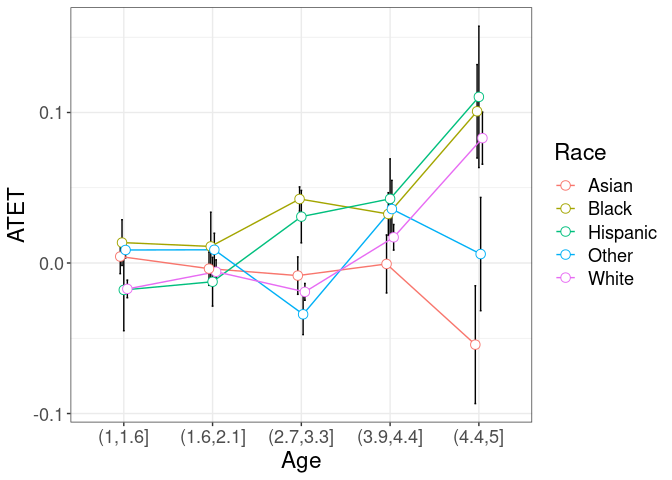 ATET
0.1
0.0
-0.1
(1,1.6] (1.6,2.1] (2.7,3.3] (3.9,4.4] (4.4,5]
Age
Race
Asian
Black
Hispanic
Other
White